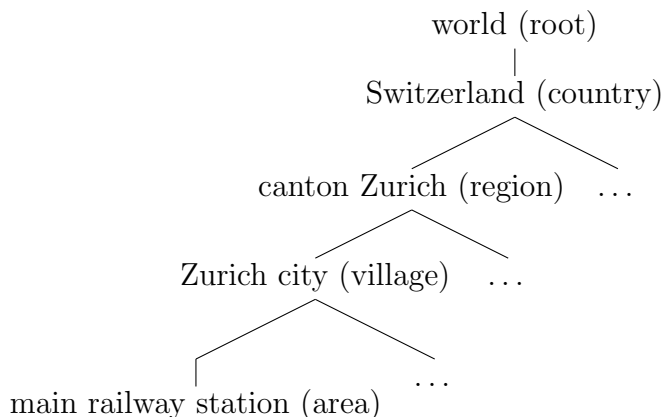 world (root)
Switzerland (country)
canton Zurich (region) ...
Zurich city (village) ...
main railway station (area) ...